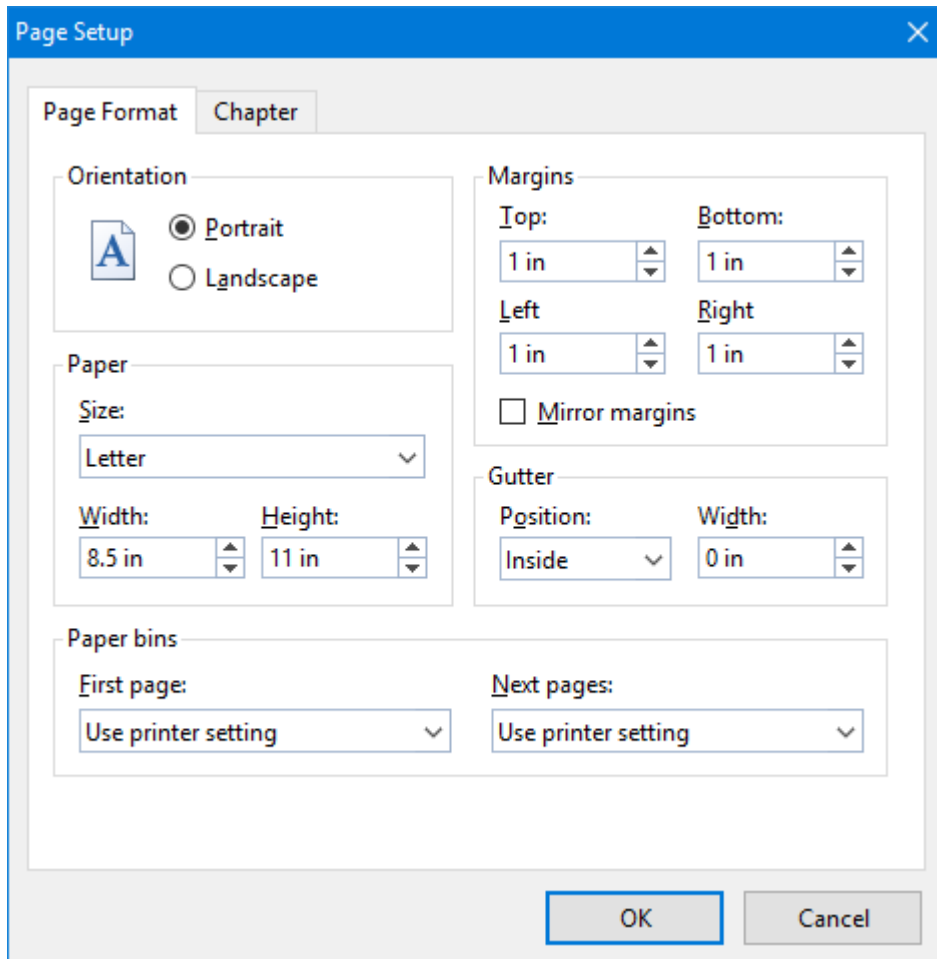 Page Setup
Page Format Chapter
Orientation
A
Portrait
Landscape
Paper
Size:
Letter
Width: Height:
8.5 in 11 in
Margins
Top: Bottom:
1 in 1 in
Left Right
1 in 1 in
Mirror margins
Gutter
Position: Width:
Inside 0 in
Paper bins
First page: Next pages:
Use printer setting Use printer setting
OK Cancel